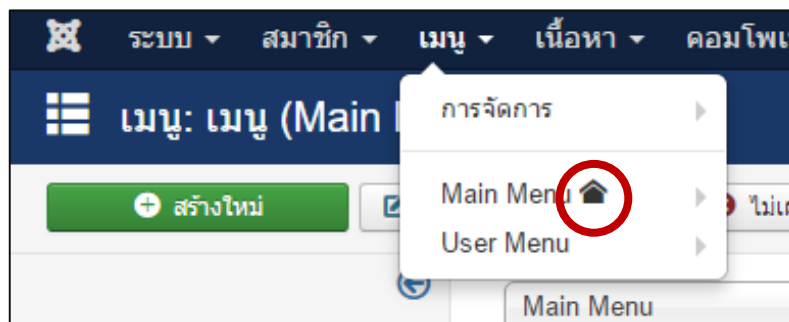 ระบบ สมาชิก เมนู เนื้อหา
เมนู: เมนู (Main
การจัดการ
สร้างใหม่
Main Menu
User Menu
Main Menu